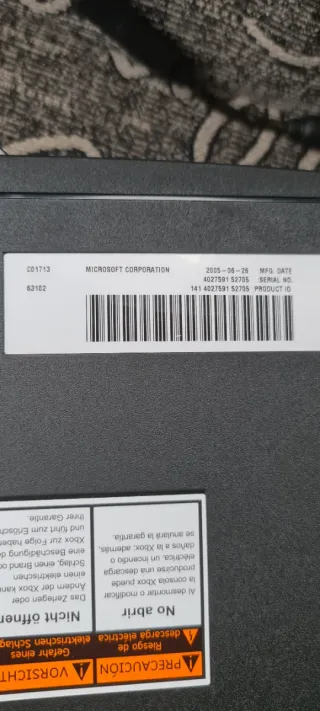 C01713 MICROSOFT CORPORATION 2005-06-26 MFG. DATE
4027591 52705 SERIAL NO.
63102 141 4027591 52705 PRODUCT ID
PRECAUCIÓN
Riesgo de
descarga eléctrica
No abrir
Al desmontar o modificar
la consola Xbox puede
producirse una descarga
eléctrica, un incendio o
daños a la Xbox; además,
se anulará la garantía.
VORSICHT
Gefahr eines
elektrischen Schlag
Nicht öffnen
Das Zerlegen oder
Ändern der Xbox kann
einen elektrischen
Schlag, einen Brand od
eine Beschädigung de
Xbox zur Folge haben
und führt zum Erlösch
Ihrer Garantie.